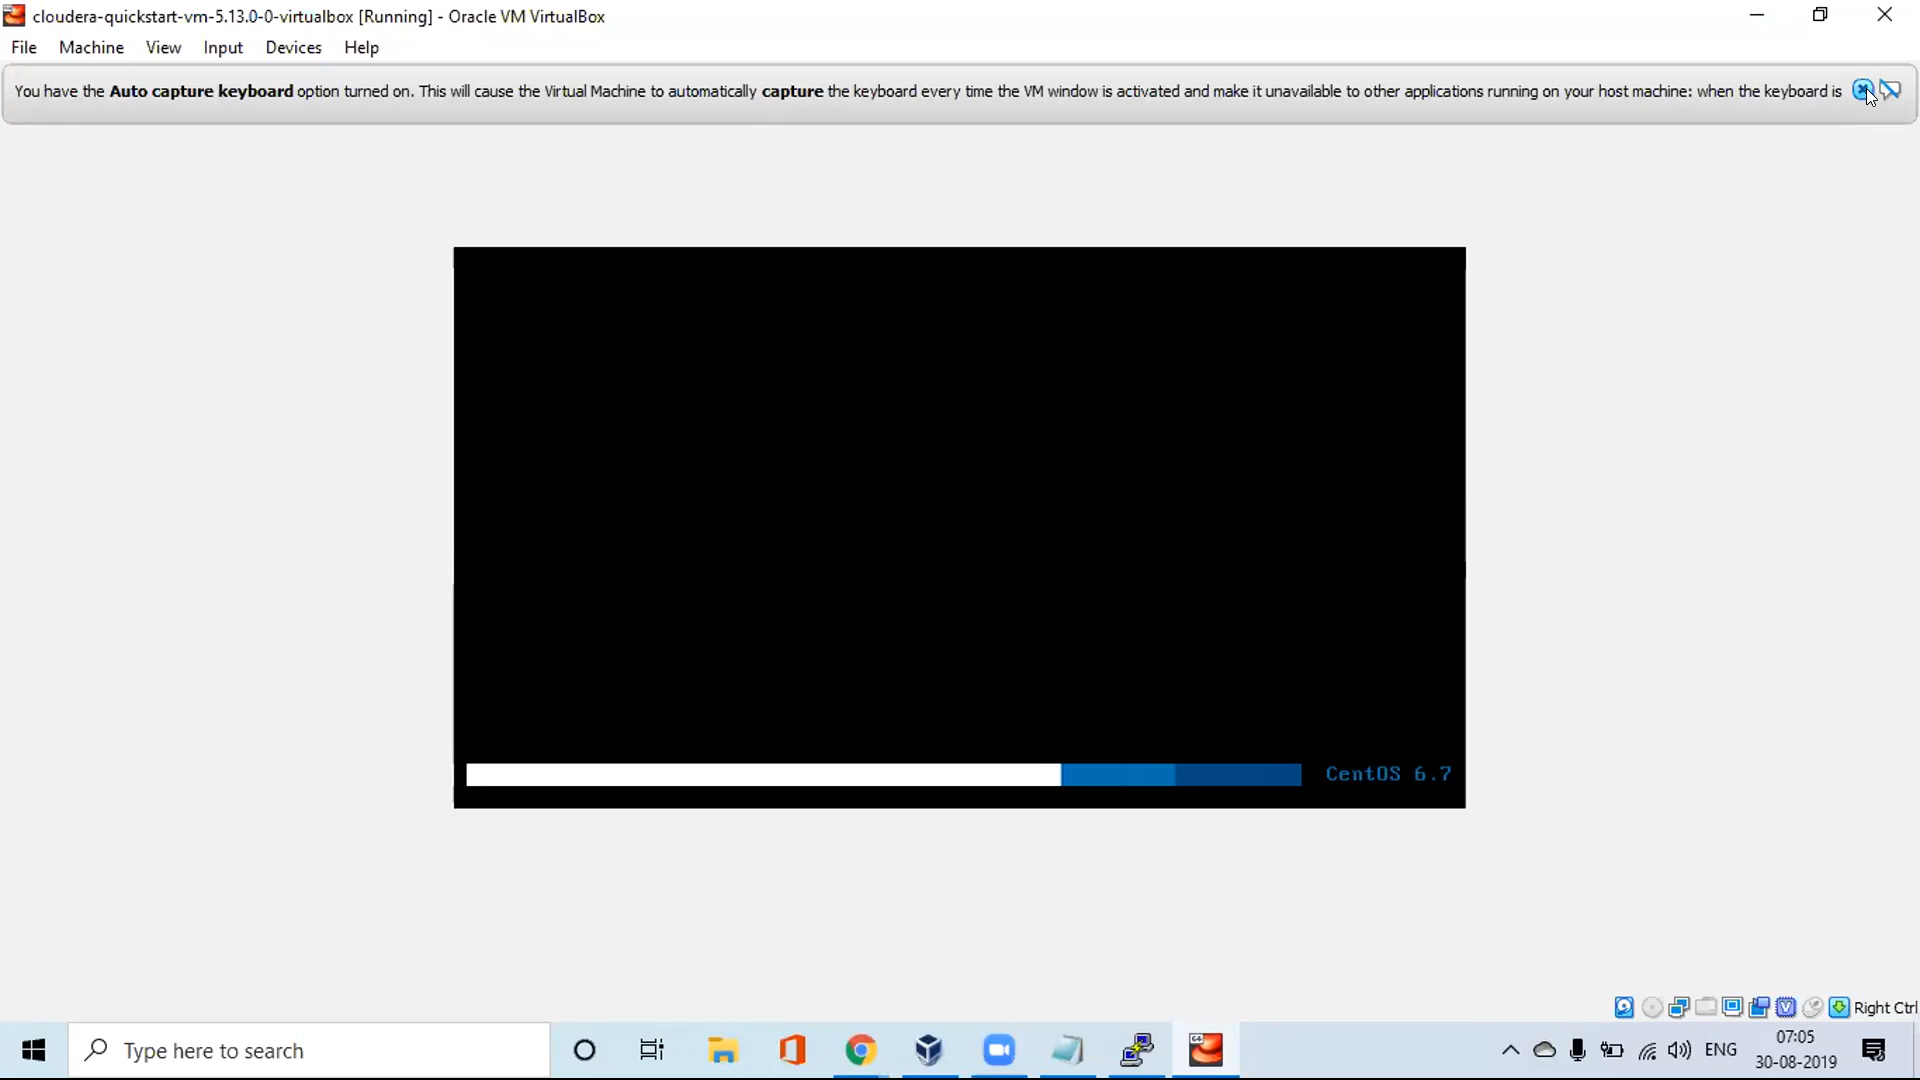 cloudera-quickstart-vm-5.13.0-0-virtualbox [Running] - Oracle VM VirtualBox
File Machine View Input Devices Help
You have the Auto capture keyboard option turned on. This will cause the Virtual Machine to automatically capture the keyboard every time the VM window is activated and make it unavailable to other applications running on your host machine: when the keyboard is
CentOS 6.7
Right Ctrl
Type here to search
64
ENG
07:05
30-08-2019